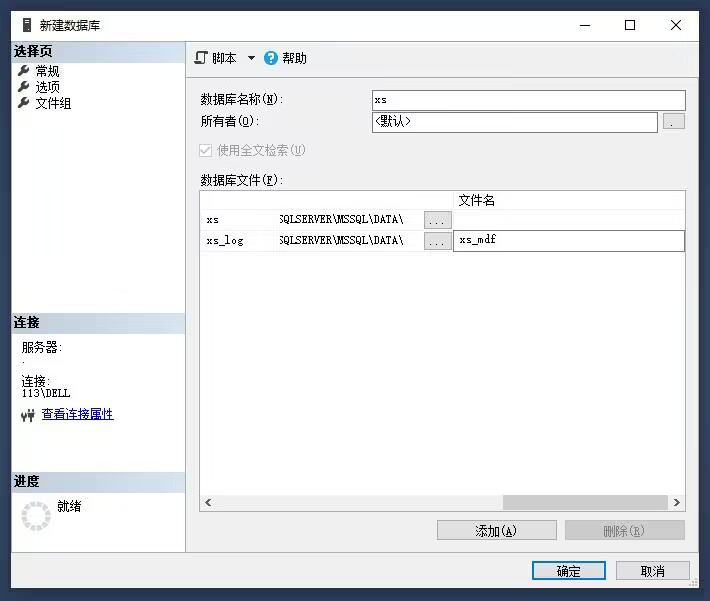 新建数据库
选择页
常规
选项
文件组
脚本 帮助
数据库名称(N): xs
所有者(O): <默认> .
使用全文检索(U)
数据库文件(F):
文件名
xs SQLSERVER\MSSQL\DATA\ ...
xs_log SQLSERVER\MSSQL\DATA\ ... xs_mdf
连接
服务器:
.
连接:
113\DELL
查看连接属性
进度
就绪
添加(A) 删除(R)
确定 取消